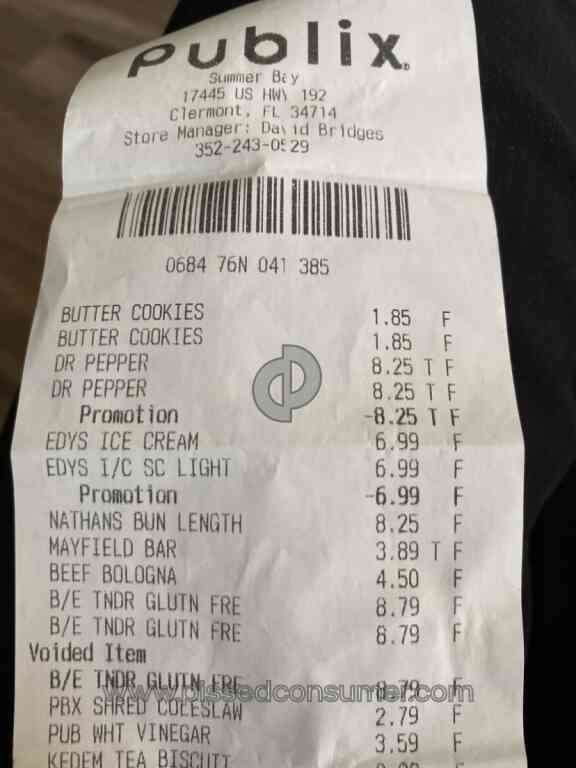 Publix
Summer Bay
17445 US HWY 192
Clermont, FL 34714
Store Manager: David Bridges
352-243-0529
0684 76N 041 385
BUTTER COOKIES 1.85 F
BUTTER COOKIES 1.85 F
DR PEPPER 8.25 T F
DR PEPPER 8.25 T F
Promotion -8.25 T F
EDYS ICE CREAM 6.99 F
EDYS I/C SC LIGHT 6.99 F
Promotion -6.99 F
NATHANS BUN LENGTH 8.25 F
MAYFIELD BAR 3.89 T F
BEEF BOLOGNA 4.50 F
B/E TNDR GLUTN FRE 8.79 F
B/E TNDR GLUTN FRE 8.79 F
Voided Item
B/E TNDR GLUTN FRE -8.79 F
www.pissedconsumer.com
PBX SHRED COLESLAW 2.79 F
PUB WHT VINEGAR 3.59 F
KEDEM TEA BISCUIT